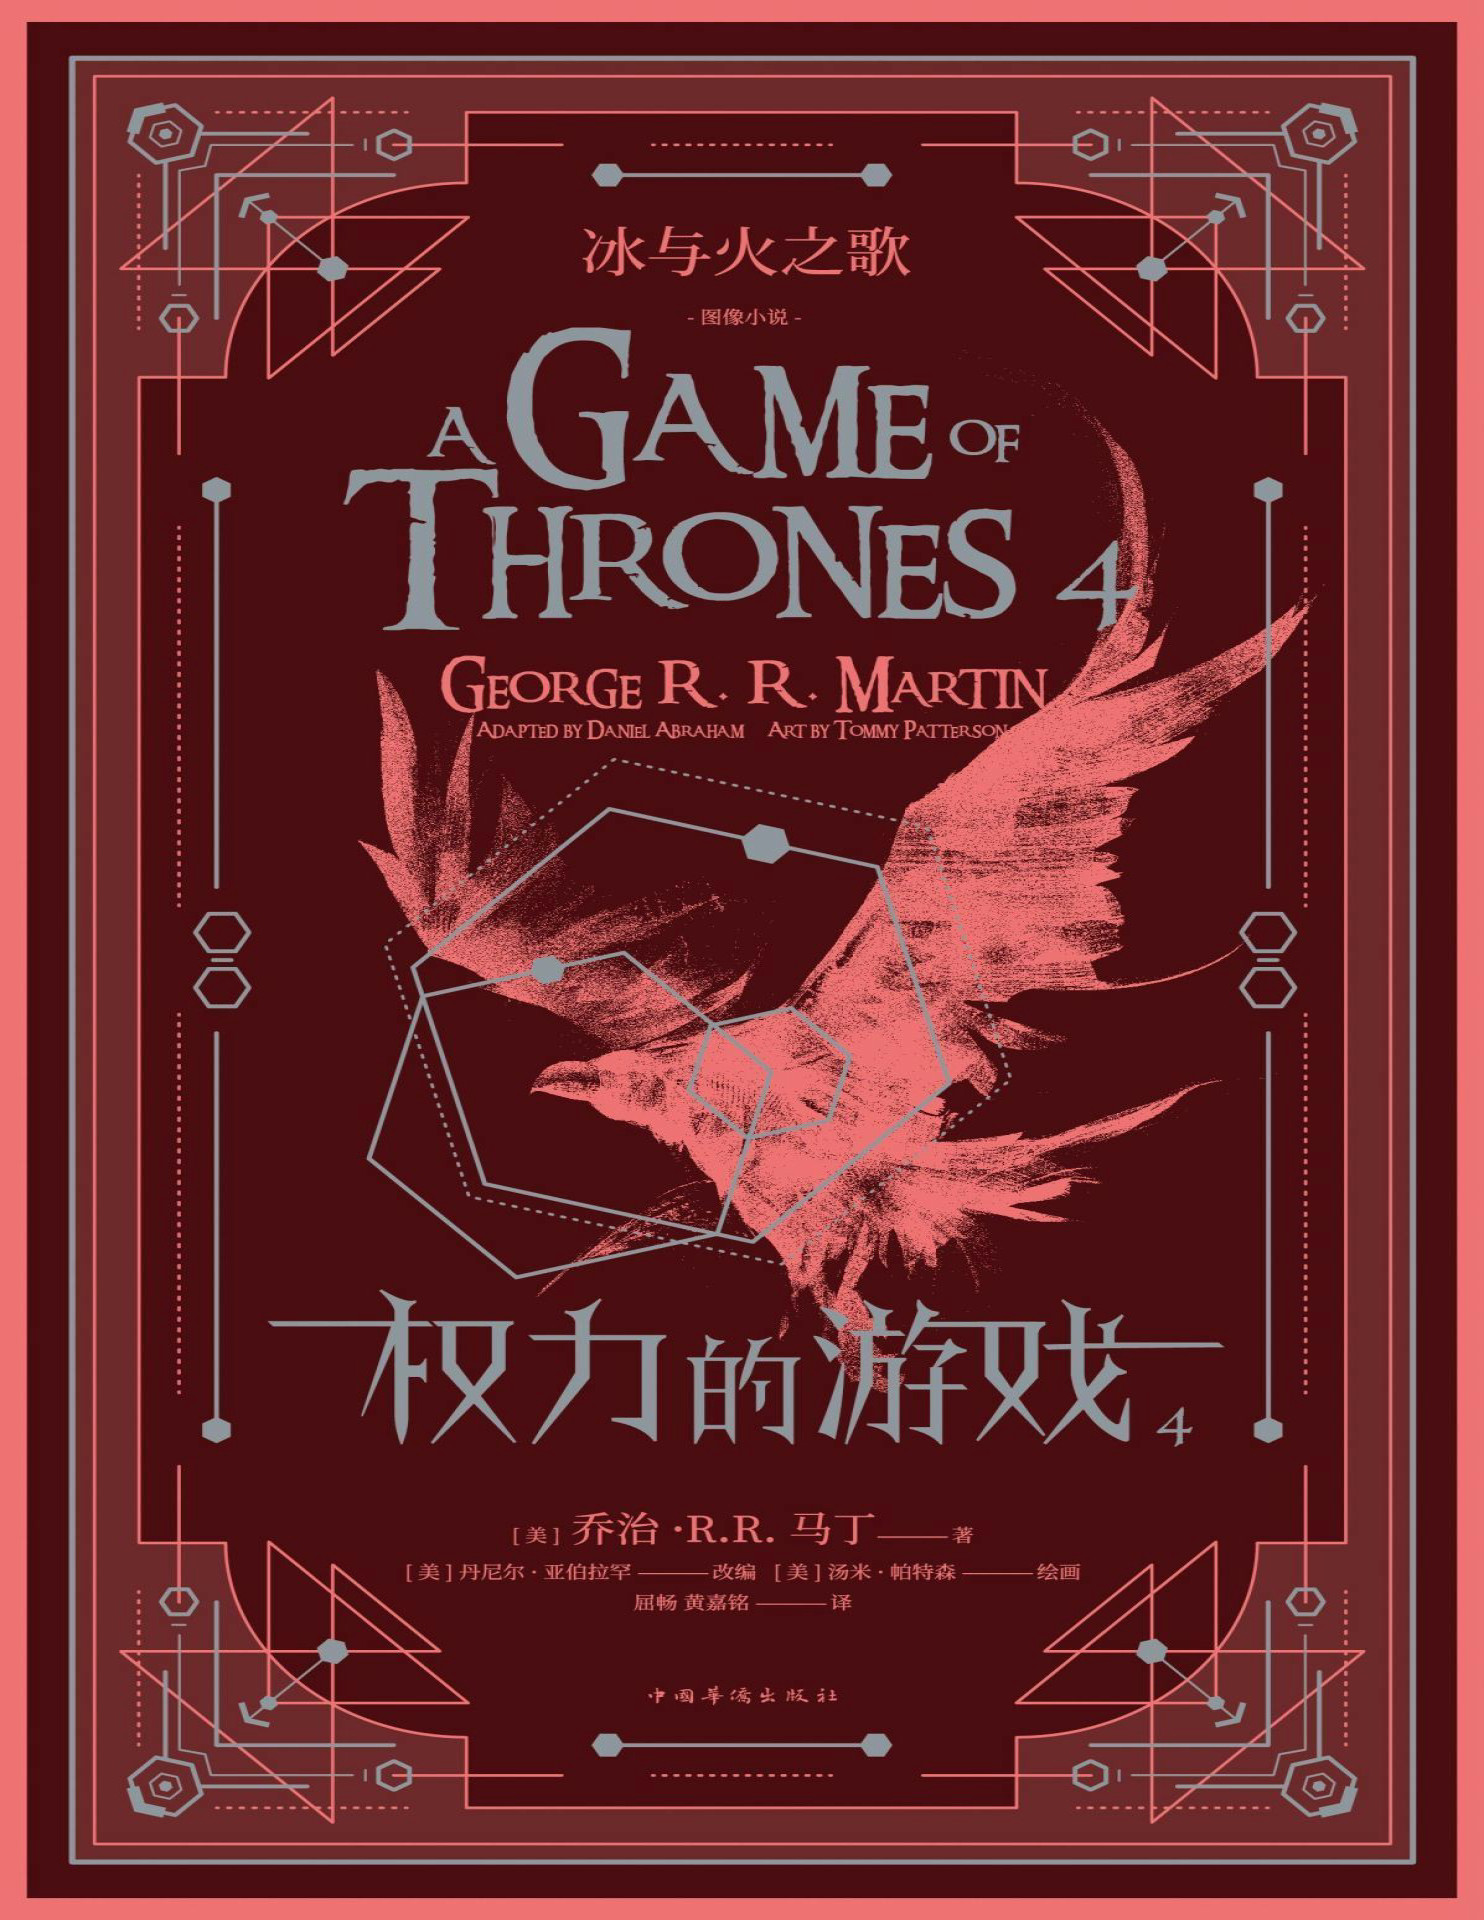 冰与火之歌
- 图像小说 -
A GAME OF
THRONES 4
GEORGE R. R. MARTIN
ADAPTED BY DANIEL ABRAHAM ART BY TOMMY PATTERSON
权力的游戏 4
[美] 乔治·R.R. 马丁——著
[美] 丹尼尔·亚伯拉罕——改编 [美] 汤米·帕特森——绘画
屈畅 黄嘉铭——译
中國華僑出版社